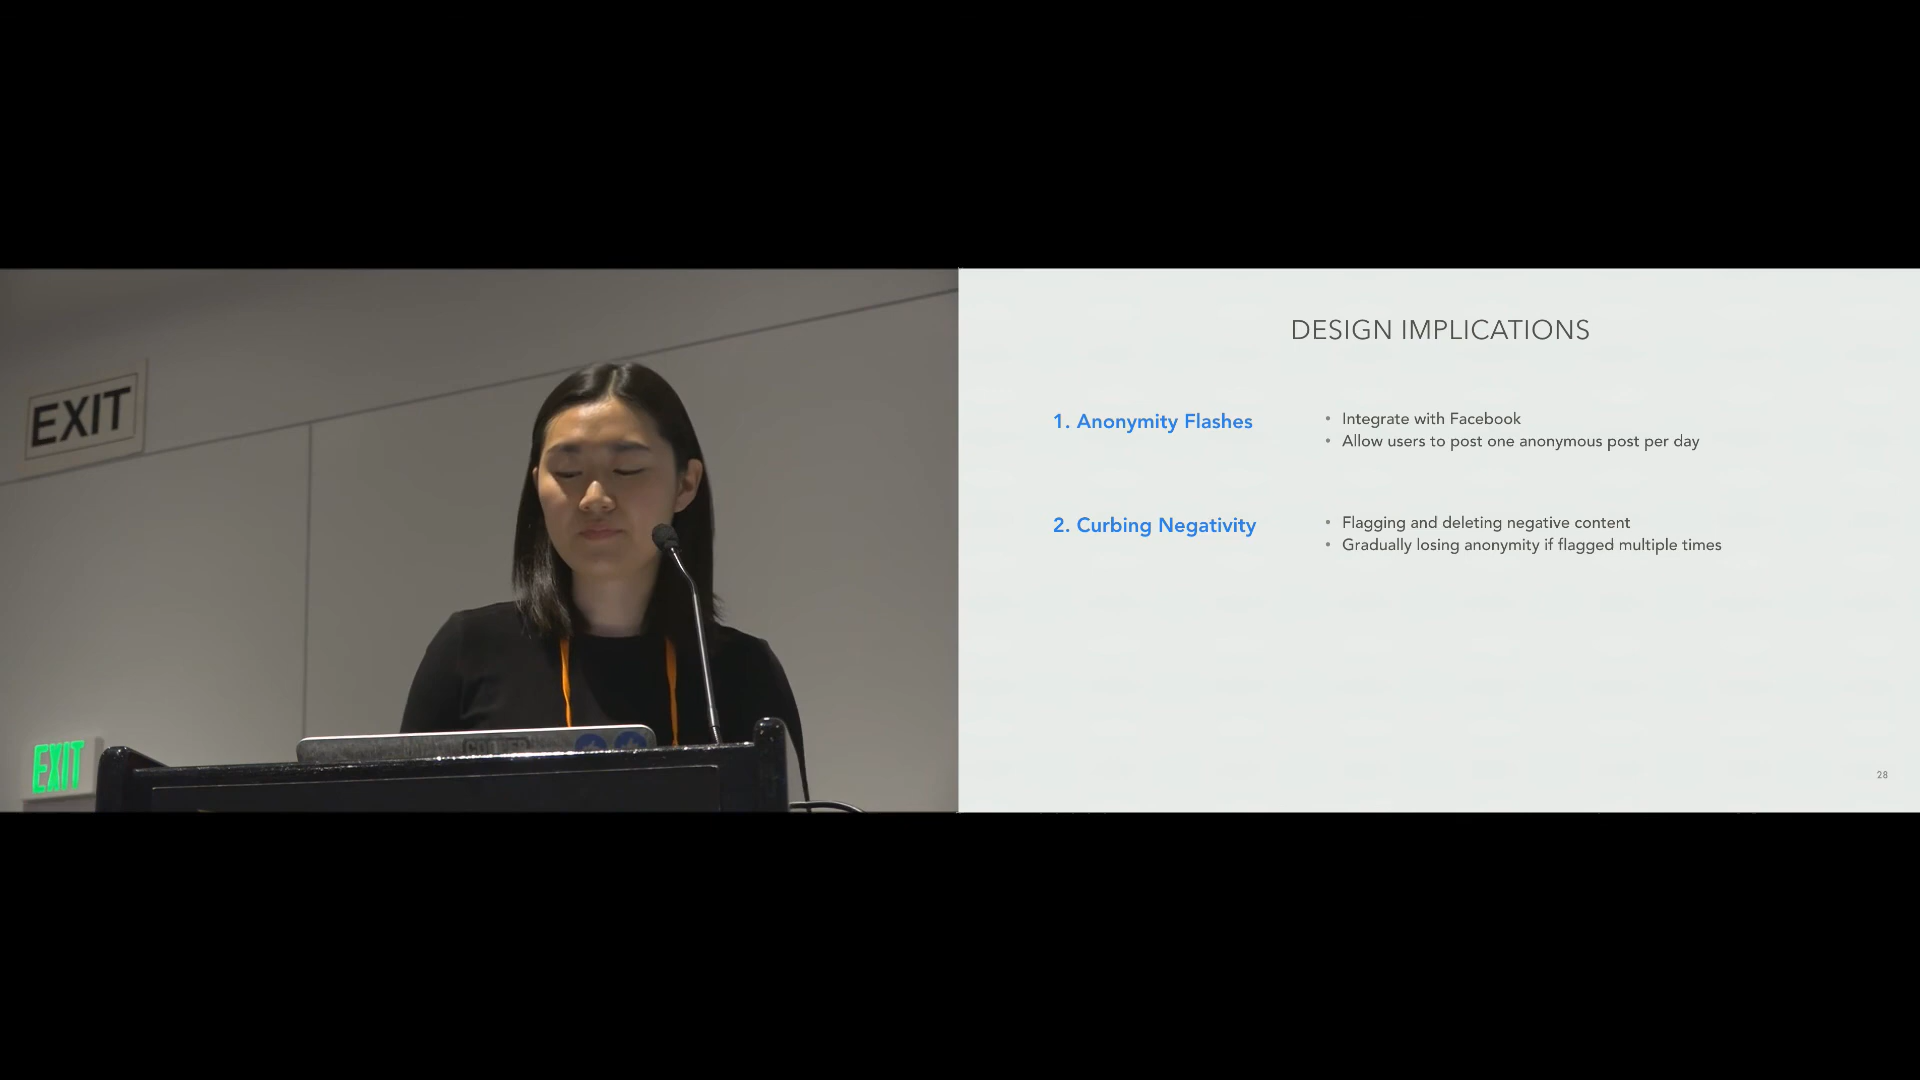 EXIT
EXIT
DESIGN IMPLICATIONS
1. Anonymity Flashes
• Integrate with Facebook
• Allow users to post one anonymous post per day
2. Curbing Negativity
• Flagging and deleting negative content
• Gradually losing anonymity if flagged multiple times
28